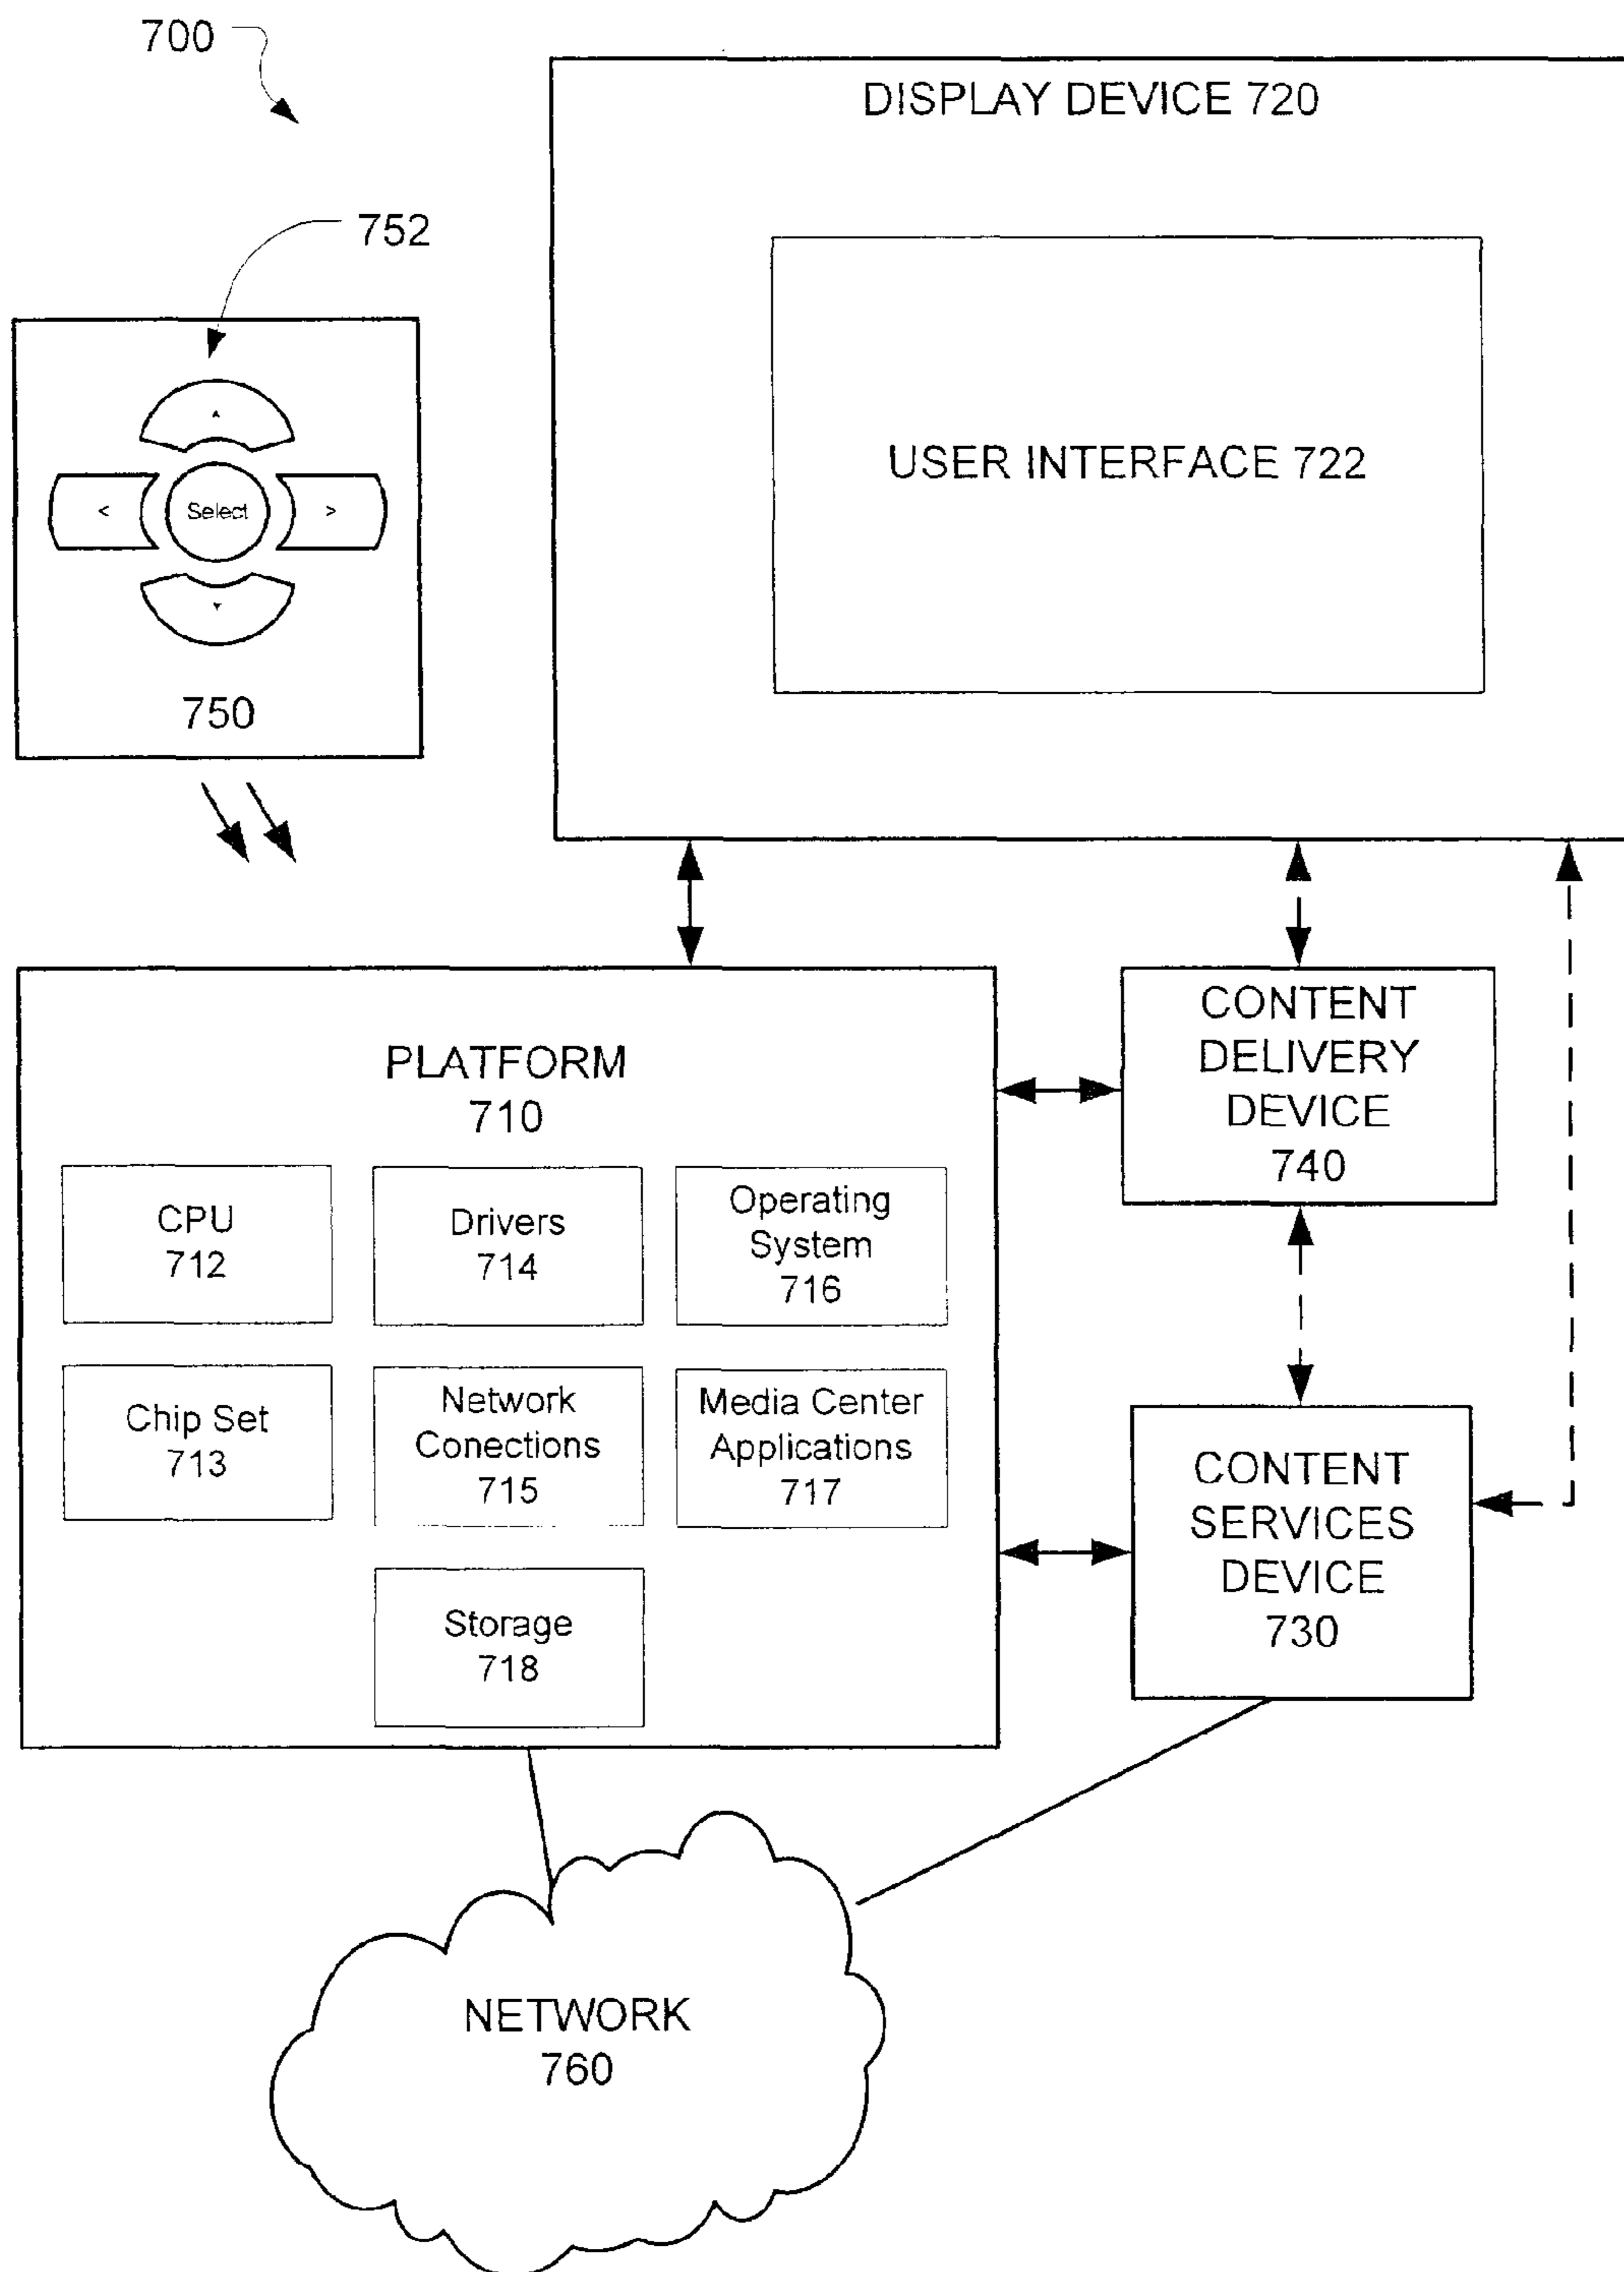 700
DISPLAY DEVICE 720
752
USER INTERFACE 722
<
Select
>
750
PLATFORM
710
CPU
712
Drivers
714
Operating
System
716
Chip Set
713
Network
Conections
715
Media Center
Applications
717
Storage
718
CONTENT
DELIVERY
DEVICE
740
CONTENT
SERVICES
DEVICE
730
NETWORK
760